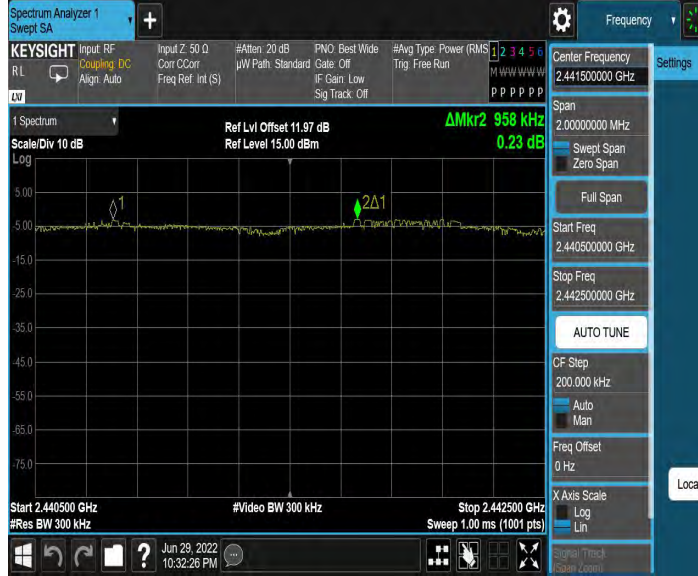 Spectrum Analyzer 1
Swept SA
+
Frequency
KEYSIGHT
RL
LXI
Input: RF
Coupling: DC
Align: Auto
Input Z: 50 Ω
Corr CCorr
Freq Ref: Int (S)
#Atten: 20 dB
µW Path: Standard
PNO: Best Wide
Gate: Off
IF Gain: Low
Sig Track: Off
#Avg Type: Power (RMS
Trig: Free Run
1 2 3 4 5 6
M W W W W W
P P P P P P
1 Spectrum
Scale/Div 10 dB
Log
Ref Lvl Offset 11.97 dB
Ref Level 15.00 dBm
ΔMkr2 958 kHz
0.23 dB
1
2Δ1
5.00
-5.00
-15.0
-25.0
-35.0
-45.0
-55.0
-65.0
-75.0
Start 2.440500 GHz
#Res BW 300 kHz
#Video BW 300 kHz
Stop 2.442500 GHz
Sweep 1.00 ms (1001 pts)
?
Jun 29, 2022
10:32:26 PM
Center Frequency
2.441500000 GHz
Settings
Span
2.00000000 MHz
Swept Span
Zero Span
Full Span
Start Freq
2.440500000 GHz
Stop Freq
2.442500000 GHz
AUTO TUNE
CF Step
200.000 kHz
Auto
Man
Freq Offset
0 Hz
X Axis Scale
Log
Lin
Signal Track
(Span Zoom)
Loca